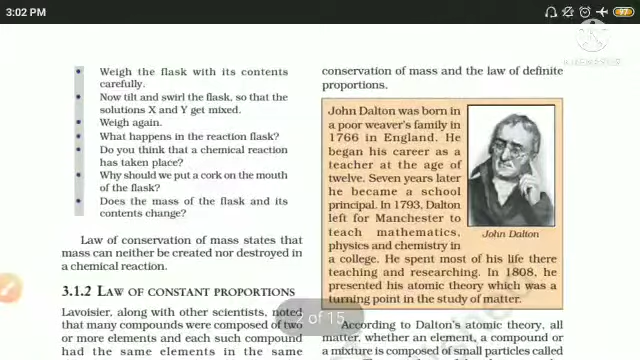 3:02 PM
97
Weigh the flask with its contents
carefully.
Now tilt and swirl the flask, so that the
solutions X and Y get mixed.
Weigh again.
What happens in the reaction flask?
Do you think that a chemical reaction
has taken place?
Why should we put a cork on the mouth
of the flask?
Does the mass of the flask and its
contents change?
Law of conservation of mass states that
mass can neither be created nor destroyed in
a chemical reaction.
3.1.2 LAW OF CONSTANT PROPORTIONS
Lavoisier, along with other scientists, noted
that many compounds were composed of two
or more elements and each such compound
had the same elements in the same
conservation of mass and the law of definite
proportions.
John Dalton was born in
a poor weaver's family in
1766 in England. He
began his career as a
teacher at the age of
twelve. Seven years later
he became a school
principal. In 1793, Dalton
left for Manchester to
teach mathematics,
physics and chemistry in
a college. He spent most of his life there
teaching and researching. In 1808, he
presented his atomic theory which was a
turning point in the study of matter.
John Dalton
2 of 15
According to Dalton's atomic theory, all
matter, whether an element, a compound or
a mixture is composed of small particles called